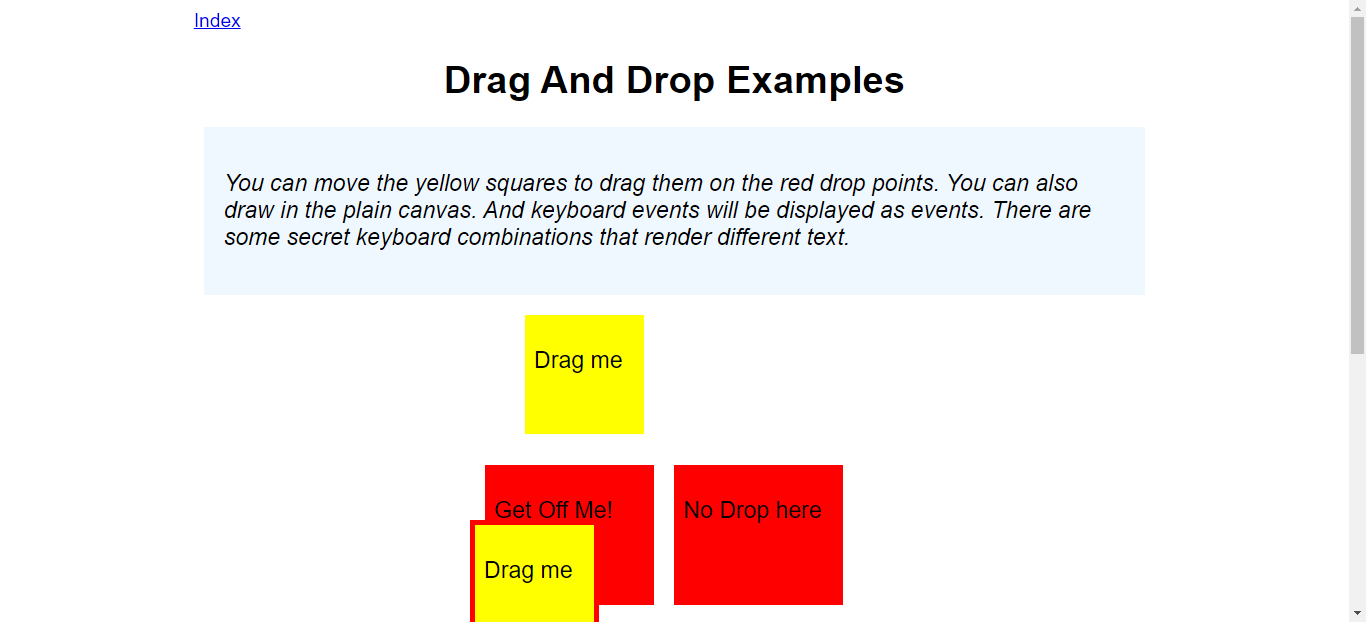 Index
Drag And Drop Examples
You can move the yellow squares to drag them on the red drop points. You can also
draw in the plain canvas. And keyboard events will be displayed as events. There are
some secret keyboard combinations that render different text.
Drag me
Get Off Me!
No Drop here
Drag me